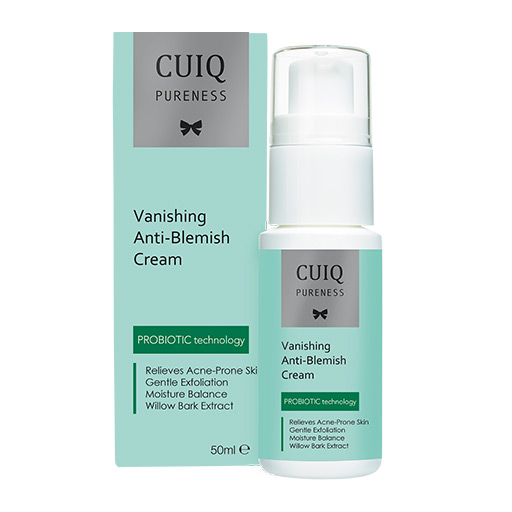 CUIQ
PURENESS
Vanishing
Anti-Blemish
Cream
PROBIOTIC technology
Relieves Acne-Prone Ski
Gentle Exfoliation
Moisture Balance
Willow Bark Extract
50ml ℮
CUIQ
PURENESS
Vanishing
Anti-Blemish
Cream
PROBIOTIC technology
Relieves Acne-Prone Skin
Gentle Exfoliation
Moisture Balance
Willow Bark Extract